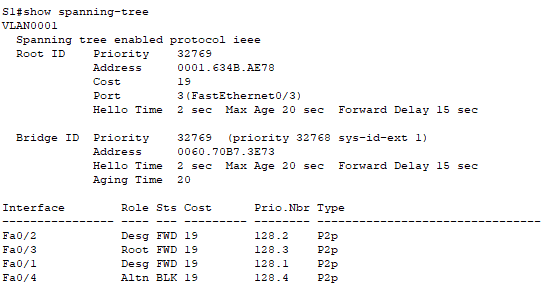 S1#show spanning-tree
VLAN0001
  Spanning tree enabled protocol ieee
  Root ID    Priority    32769
             Address     0001.634B.AE78
             Cost        19
             Port        3(FastEthernet0/3)
             Hello Time  2 sec  Max Age 20 sec  Forward Delay 15 sec

  Bridge ID  Priority    32769  (priority 32768 sys-id-ext 1)
             Address     0060.70B7.3E73
             Hello Time  2 sec  Max Age 20 sec  Forward Delay 15 sec
             Aging Time  20

Interface        Role Sts Cost      Prio.Nbr Type
---------------- ---- --- --------- -------- --------------------------------
Fa0/2            Desg FWD 19        128.2    P2p
Fa0/3            Root FWD 19        128.3    P2p
Fa0/1            Desg FWD 19        128.1    P2p
Fa0/4            Altn BLK 19        128.4    P2p